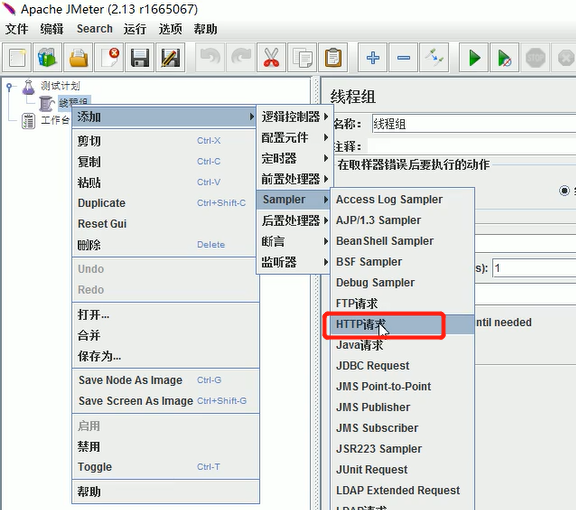 Apache JMeter (2.13 r1665067)
文件 编辑 Search 运行 选项 帮助
测试计划
线程组
工作台
添加
剪切 Ctrl-X
复制 Ctrl-C
粘贴 Ctrl-V
Duplicate Ctrl+Shift-C
Reset Gui
删除 Delete
Undo
Redo
打开...
合并
保存为...
Save Node As Image Ctrl-G
Save Screen As Image Ctrl+Shift-G
启用
禁用
Toggle Ctrl-T
帮助
逻辑控制器
配置元件
定时器
前置处理器
Sampler
后置处理器
断言
监听器
Access Log Sampler
AJP/1.3 Sampler
BeanShell Sampler
BSF Sampler
Debug Sampler
FTP请求
HTTP请求
Java请求
JDBC Request
JMS Point-to-Point
JMS Publisher
JMS Subscriber
JSR223 Sampler
JUnit Request
LDAP Extended Request
LDAP请求
线程组
名称: 线程组
注释:
在取样器错误后要执行的动作
s): 1
ntil needed
STOP